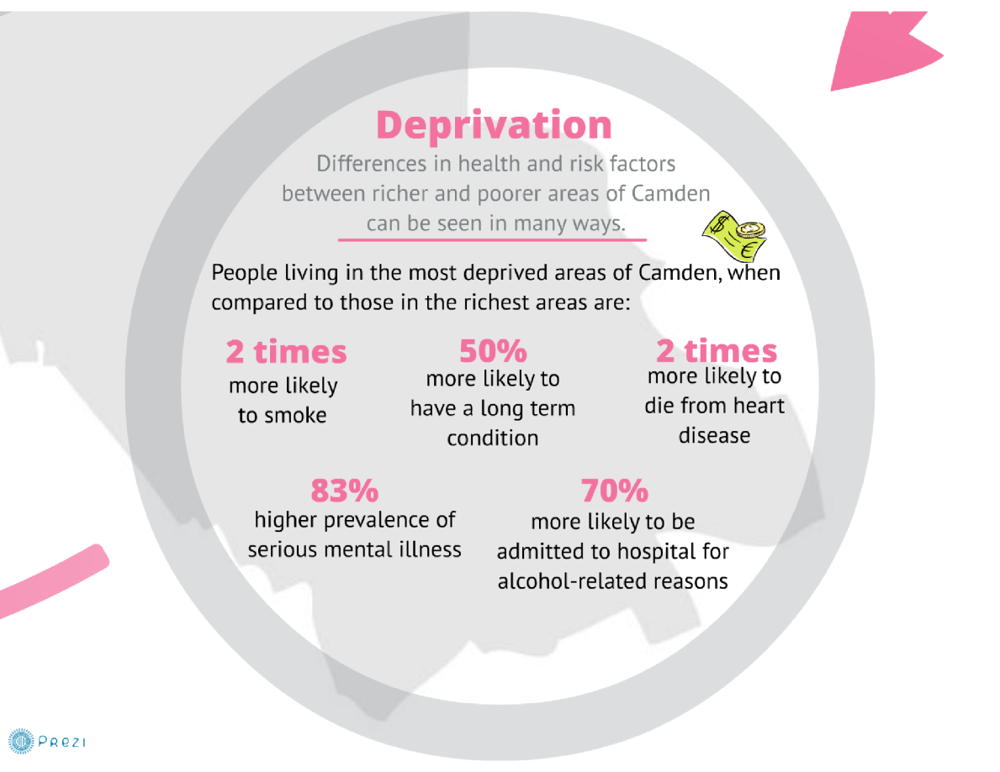 Deprivation
Differences in health and risk factors
between richer and poorer areas of Camden
can be seen in many ways.
$
€
People living in the most deprived areas of Camden, when
compared to those in the richest areas are:
2 times
more likely
to smoke
50%
more likely to
have a long term
condition
2 times
more likely to
die from heart
disease
83%
higher prevalence of
serious mental illness
70%
more likely to be
admitted to hospital for
alcohol-related reasons
Prezi